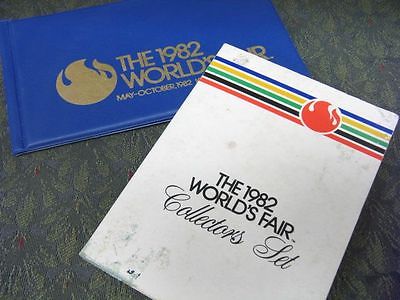 THE 1982
WORLD'S FAIR
MAY-OCTOBER, 1982
THE 1982
WORLD'S FAIR
Collectors Set